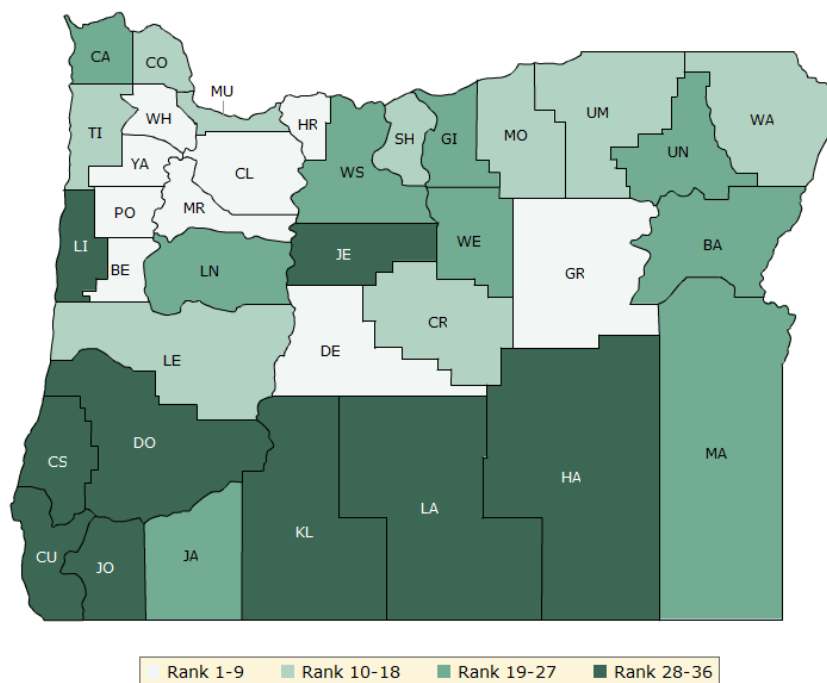 CA
CO
MU
WH
HR
TI
SH
GI
MO
UM
WA
YA
CL
WS
UN
PO
MR
LI
BE
LN
JE
WE
GR
BA
CR
DE
LE
DO
CS
MA
HA
LA
KL
CU
JO
JA
Rank 1-9 Rank 10-18 Rank 19-27 Rank 28-36